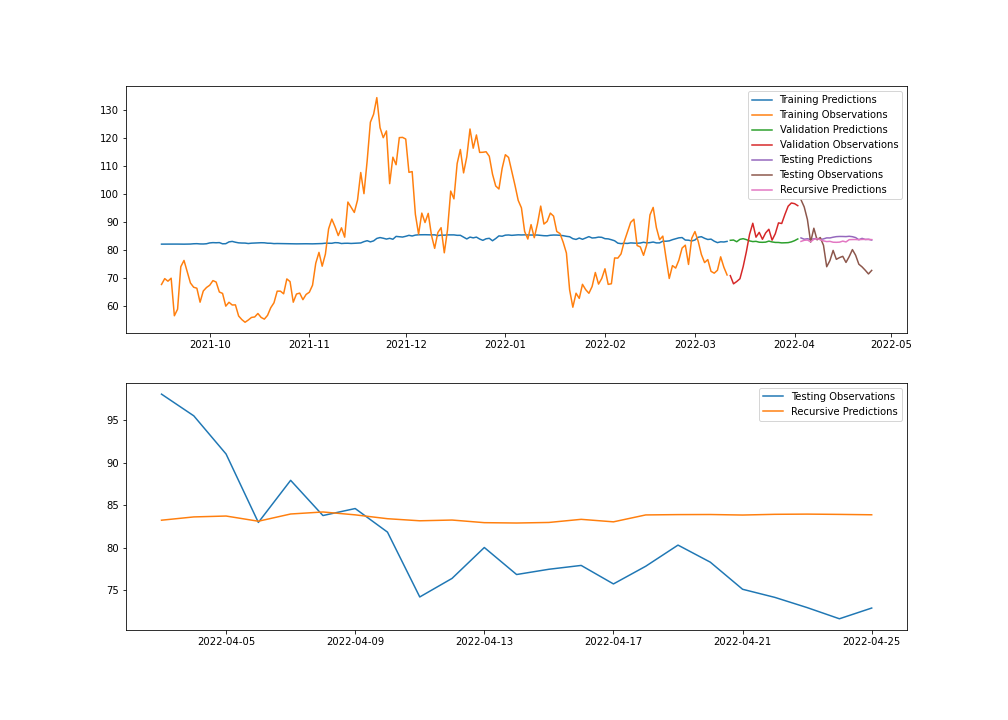 130
120
110
100
90
80
70
60
Training Predictions
Training Observations
Validation Predictions
Validation Observations
Testing Predictions
Testing Observations
Recursive Predictions
2021-10 2021-11 2021-12 2022-01 2022-02 2022-03 2022-04 2022-05
95
90
85
80
75
Testing Observations
Recursive Predictions
2022-04-05 2022-04-09 2022-04-13 2022-04-17 2022-04-21 2022-04-25